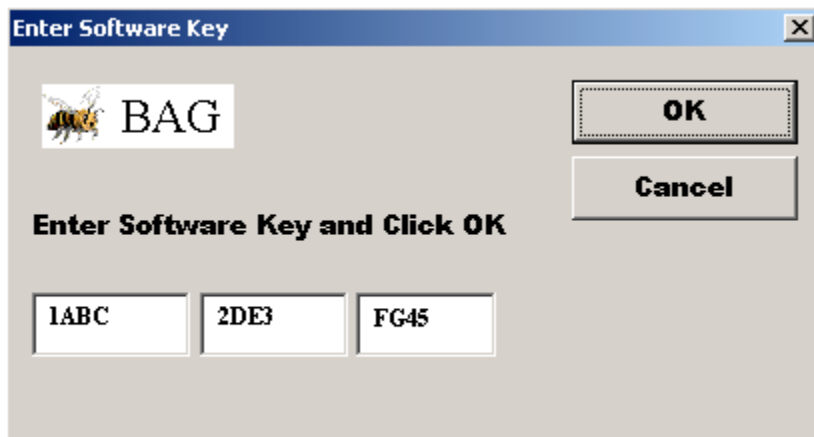 Enter Software Key
BAG
OK
Cancel
Enter Software Key and Click OK
1ABC 2DE3 FG45